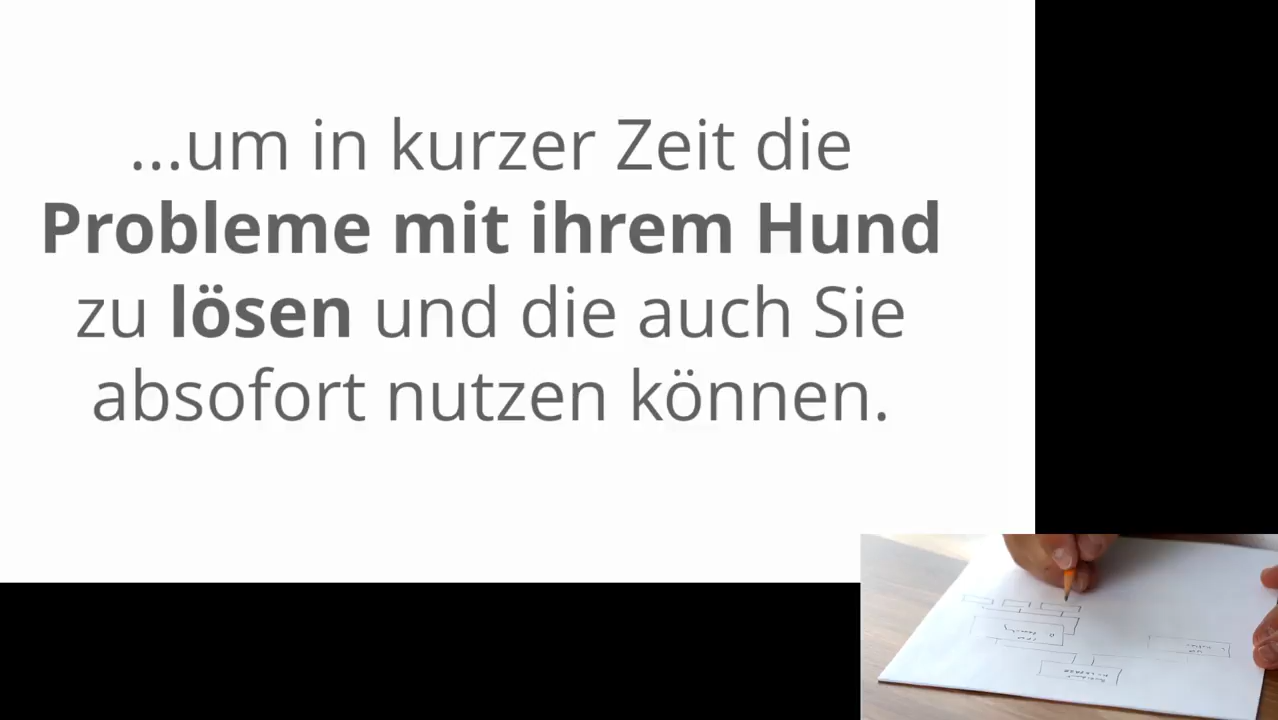 ...um in kurzer Zeit die
Probleme mit ihrem Hund
zu lösen und die auch Sie
absofort nutzen können.